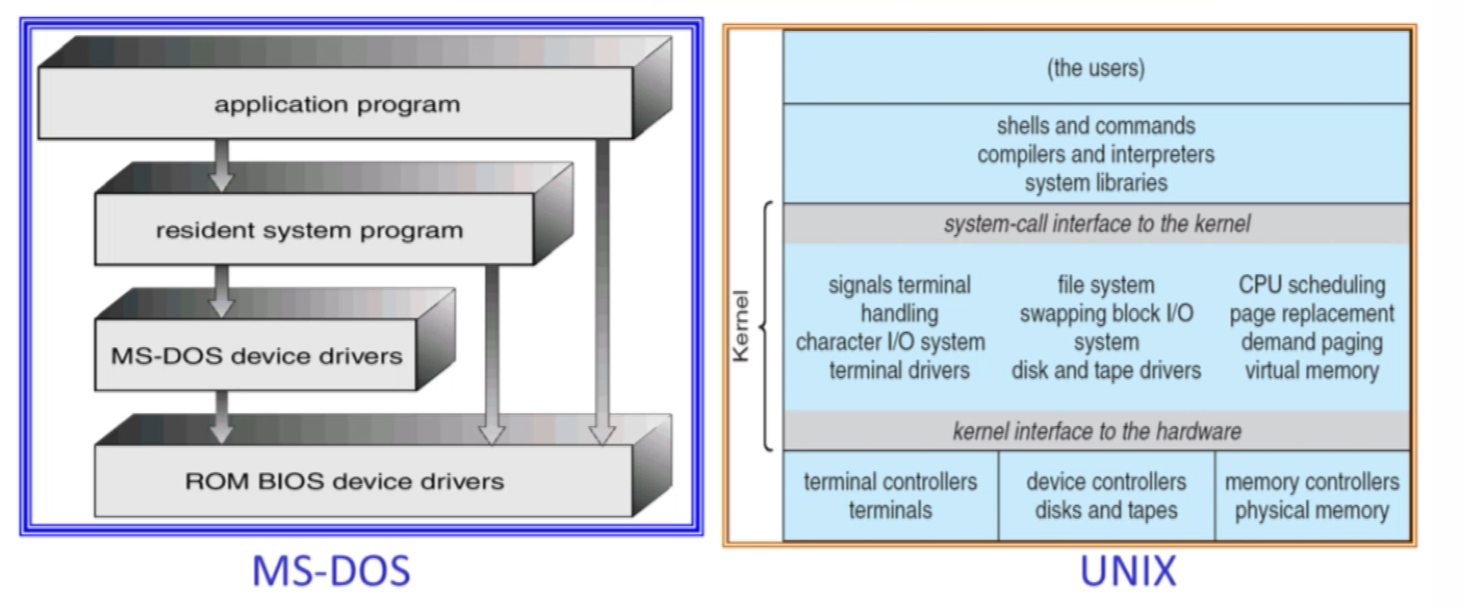 application program
resident system program
MS-DOS device drivers
ROM BIOS device drivers
MS-DOS
(the users)
shells and commands
compilers and interpreters
system libraries
system-call interface to the kernel
Kernel
signals terminal
handling
character I/O system
terminal drivers
file system
swapping block I/O
system
disk and tape drivers
CPU scheduling
page replacement
demand paging
virtual memory
kernel interface to the hardware
terminal controllers
terminals
device controllers
disks and tapes
memory controllers
physical memory
UNIX